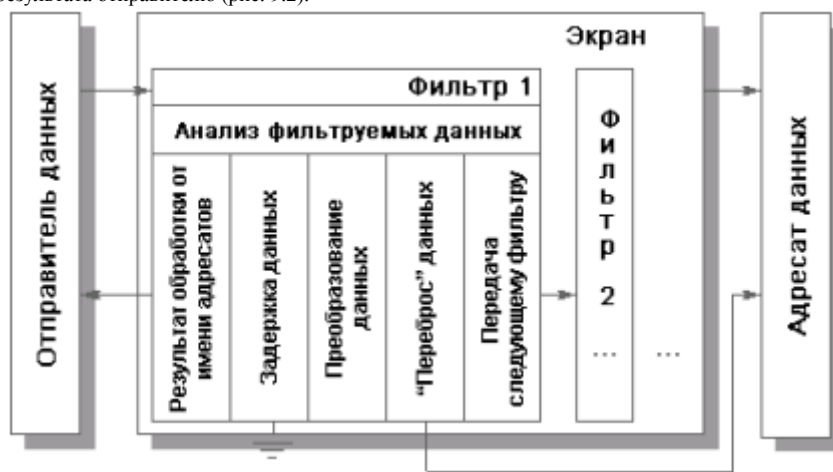 результата отправителю (рис. 9.2).
Экран
Отправитель данных
Фильтр 1
Анализ фильтруемых данных
Результат обработки от
имени адресатов
Задержка данных
Преобразование
данных
“Переброс” данных
Передача
следующему фильтру
Фильтр 2
...
...
Адресат данных